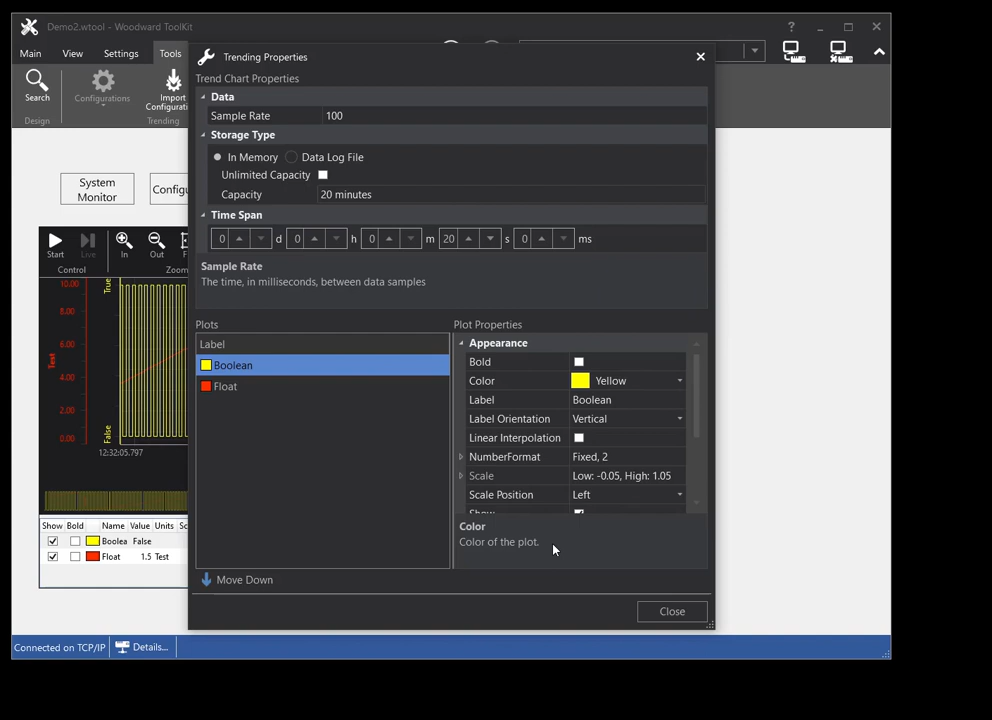 Demo2.wtool - Woodward ToolKit
?
Main View Settings Tools
Search
Configurations
Import
Configurati
Design
Trending
Trending Properties
Trend Chart Properties
Data
Sample Rate 100
Storage Type
In Memory Data Log File
Unlimited Capacity
Capacity 20 minutes
Time Span
0 d 0 h 0 m 20 s 0 ms
Sample Rate
The time, in milliseconds, between data samples
System
Monitor
Configu
Start Live In Out
Control Zoom
10.00
8.00
6.00
4.00
2.00
0.00
Test
True
False
12:32:05.797
Show Bold Name Value Units Sc
Boolea False
Float 1.5 Test
Plots
Label
Boolean
Float
Move Down
Plot Properties
Appearance
Bold
Color Yellow
Label Boolean
Label Orientation Vertical
Linear Interpolation
NumberFormat Fixed, 2
Scale Low: -0.05, High: 1.05
Scale Position Left
Show
Color
Color of the plot.
Close
Connected on TCP/IP Details...